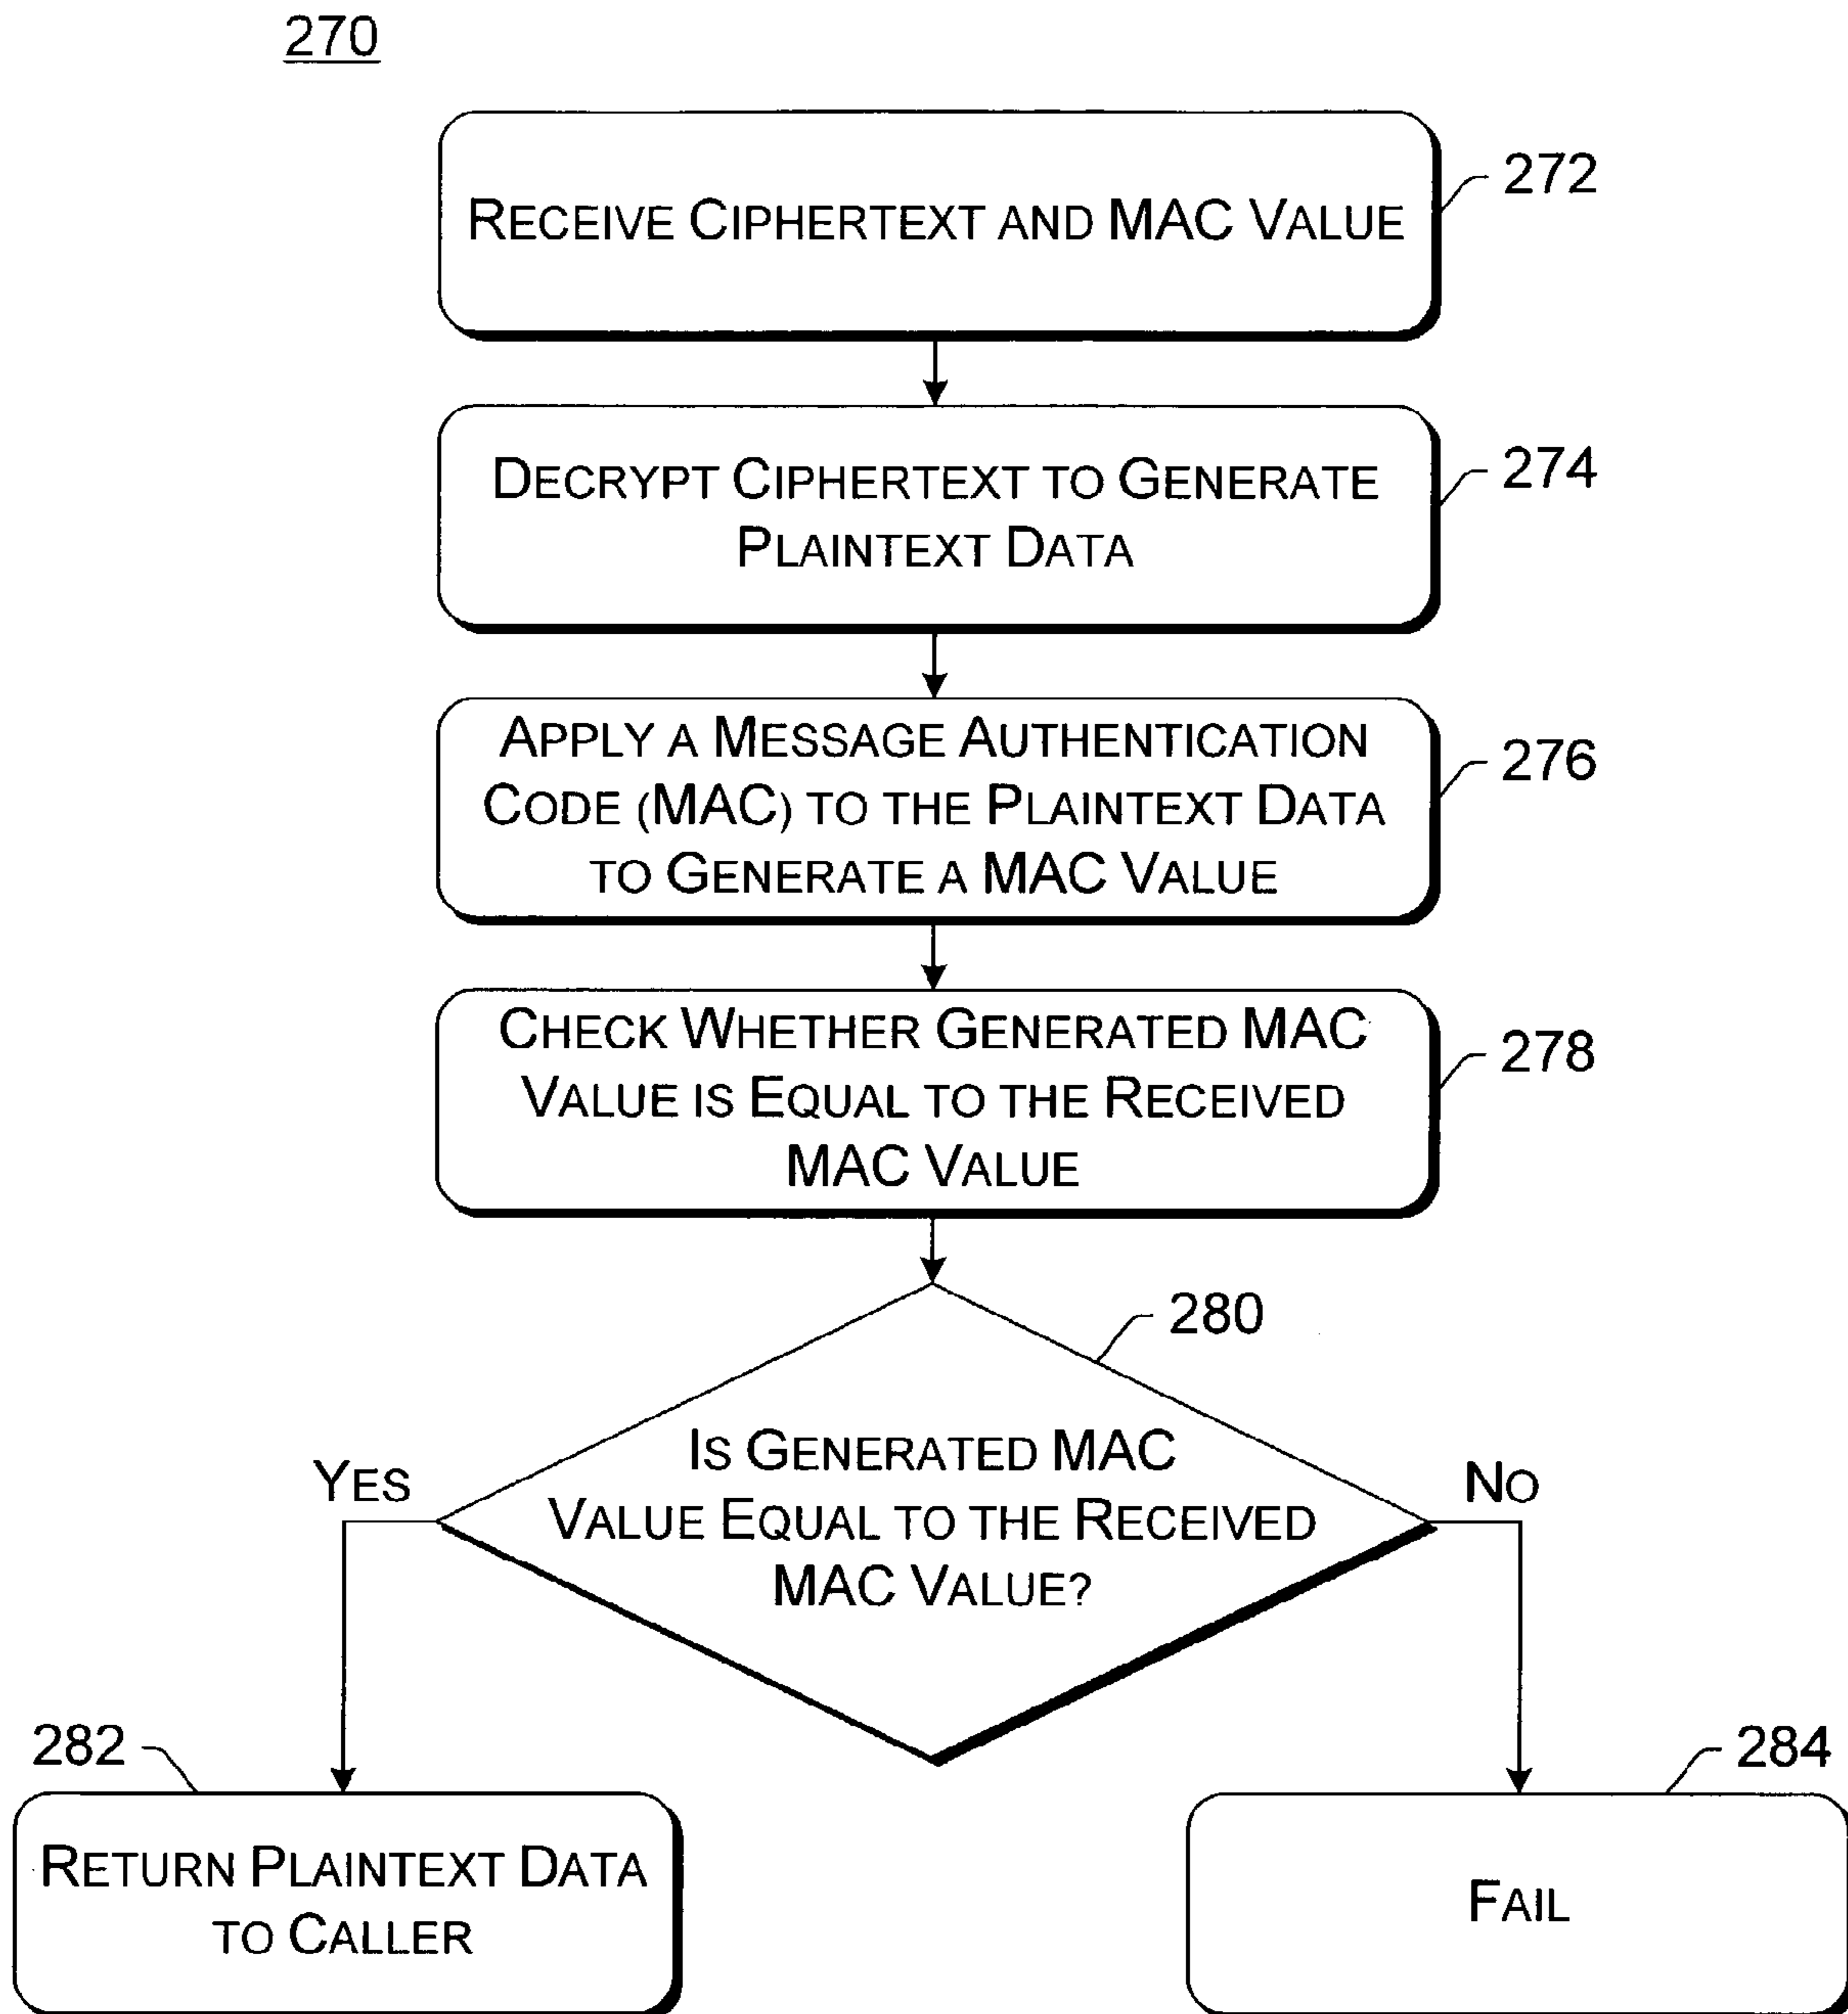 270
RECEIVE CIPHERTEXT AND MAC VALUE
272
DECRYPT CIPHERTEXT TO GENERATE
PLAINTEXT DATA
274
APPLY A MESSAGE AUTHENTICATION
CODE (MAC) TO THE PLAINTEXT DATA
TO GENERATE A MAC VALUE
276
CHECK WHETHER GENERATED MAC
VALUE IS EQUAL TO THE RECEIVED
MAC VALUE
278
280
IS GENERATED MAC
VALUE EQUAL TO THE RECEIVED
MAC VALUE?
YES
NO
282
RETURN PLAINTEXT DATA
TO CALLER
284
FAIL